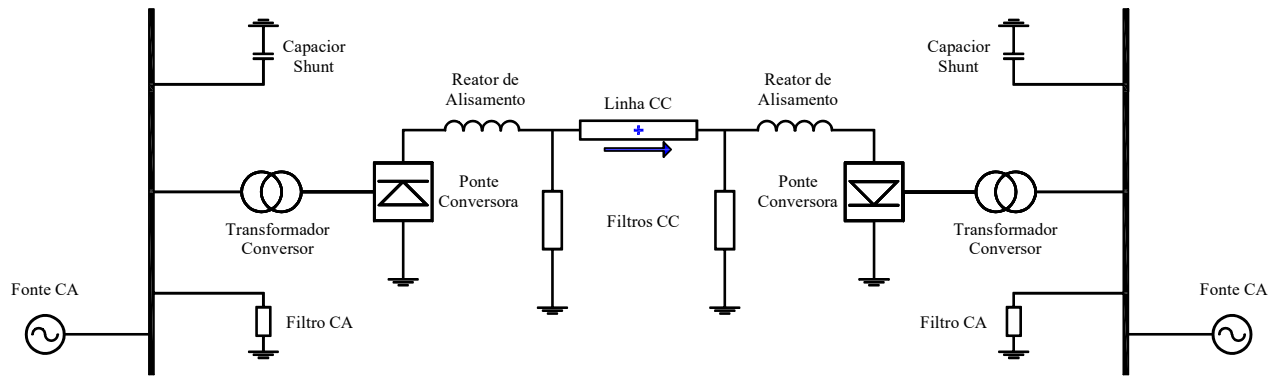 Capacior
Shunt
Capacior
Shunt
Reator de
Alisamento
Linha CC
Reator de
Alisamento
+
Ponte
Conversora
Ponte
Conversora
Filtros CC
Transformador
Conversor
Transformador
Conversor
Fonte CA
Filtro CA
Filtro CA
Fonte CA